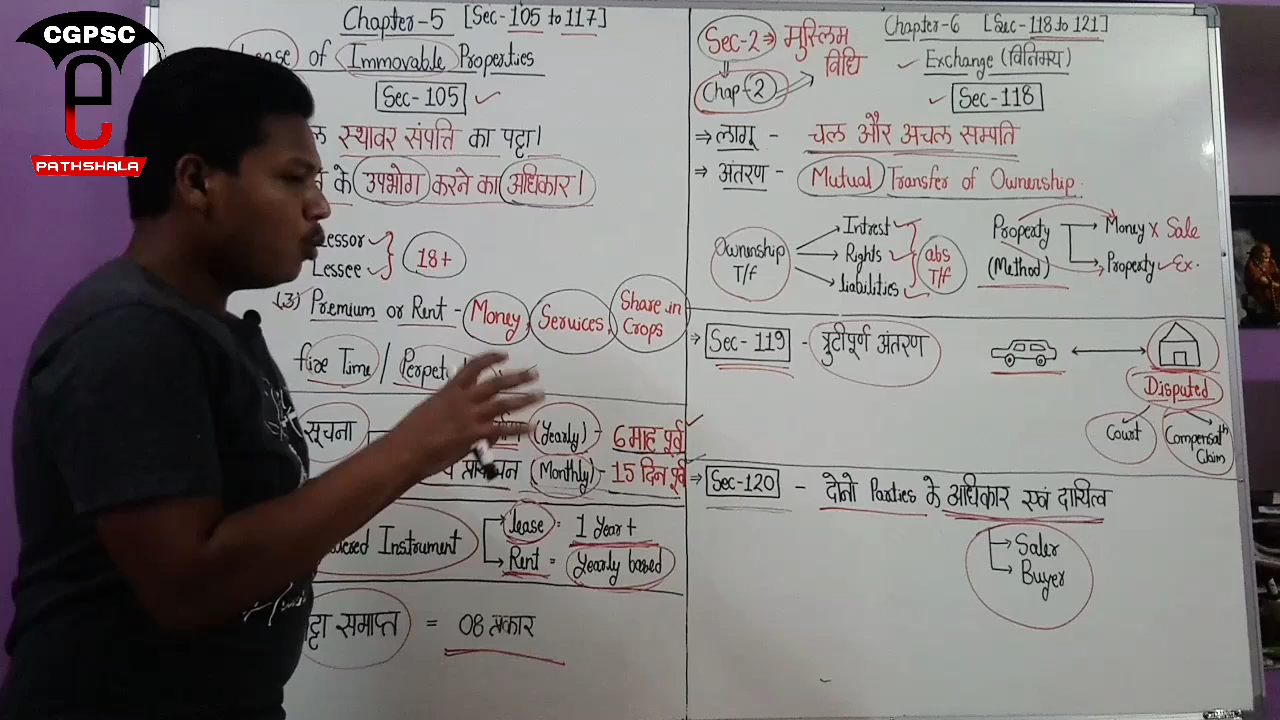 CGPSC
PATHSHALA
Chapter-5 [Sec-105 to 117]
Lease of Immovable Properties
Sec-105
स्थावर संपत्ति का पट्टा।
के उपभोग करने का अधिकार।
Lessor
Lessee
18+
(3) Premium or Rent - Money, Services, Share in Crops
fixe Time /
सूचना
(Yearly) - 6 माह पूर्व
(Monthly) - 15 दिन पूर्व
Instrument
Lease = 1 Year+
Rent = Yearly based
समाप्त = 08 प्रकार
Sec-2 ⇒ मुस्लिम विधि
Chap-2
Chapter-6 [Sec-118 to 121]
Exchange (विनिमय)
Sec-118
⇒ लागू - चल और अचल सम्पति
⇒ अंतरण - Mutual Transfer of Ownership.
Ownership T/f
Intrest
Rights
liabilities
abs T/f
Property (Method)
Money x Sale
Property Ex.
⇒ Sec-119 - त्रुटीपूर्ण अंतरण
Disputed
Court
Compensatn Claim
⇒ Sec-120 - दोनो Parties के अधिकार एवं दायित्व
Saler
Buyer